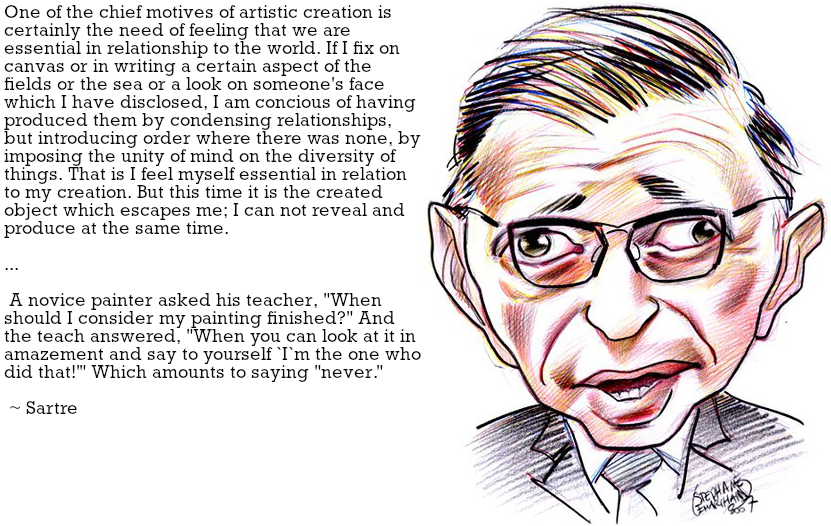 One of the chief motives of artistic creation is
certainly the need of feeling that we are
essential in relationship to the world. If I fix on
canvas or in writing a certain aspect of the
fields or the sea or a look on someone's face
which I have disclosed, I am concious of having
produced them by condensing relationships,
but introducing order where there was none, by
imposing the unity of mind on the diversity of
things. That is I feel myself essential in relation
to my creation. But this time it is the created
object which escapes me; I can not reveal and
produce at the same time.
...
A novice painter asked his teacher, "When
should I consider my painting finished?" And
the teach answered, "When you can look at it in
amazement and say to yourself `I`m the one who
did that!'" Which amounts to saying "never."
~ Sartre
STEPHANE